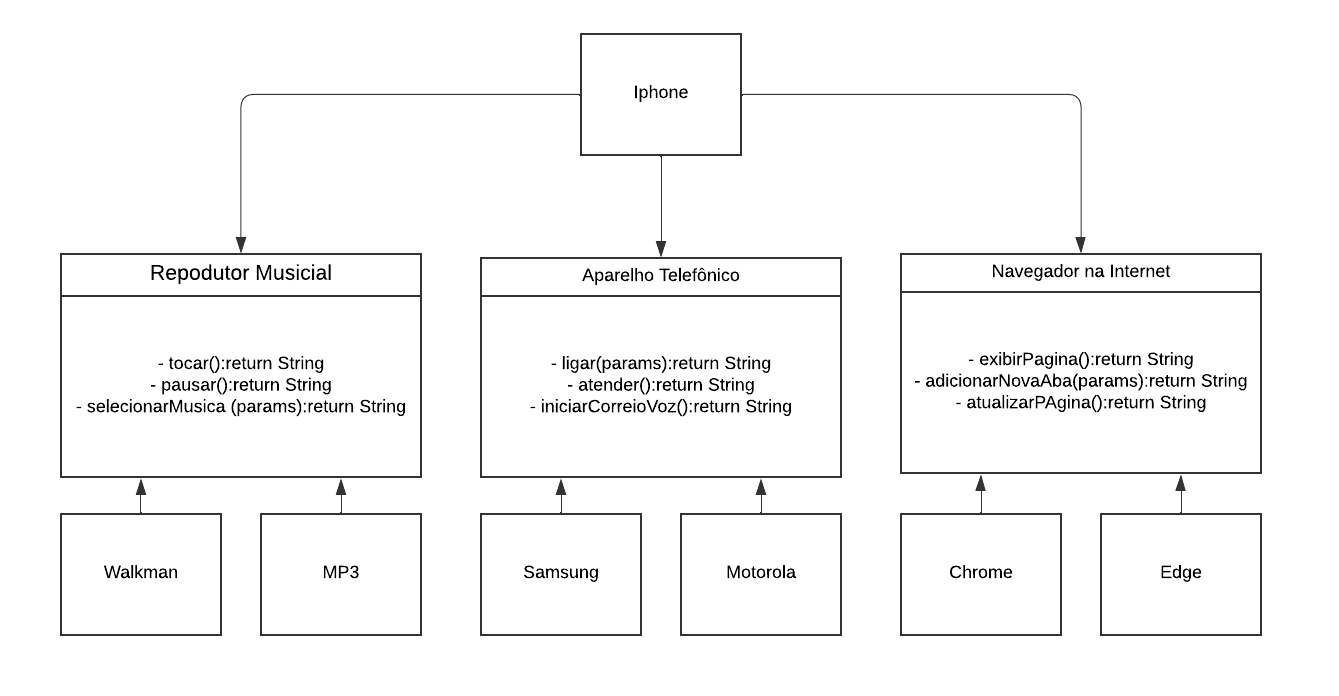 Iphone
Repodutor Musicial
Aparelho Telefônico
Navegador na Internet
- tocar():return String
- pausar():return String
- selecionarMusica (params):return String
- ligar(params):return String
- atender():return String
- iniciarCorreioVoz():return String
- exibirPagina():return String
- adicionarNovaAba(params):return String
- atualizarPAgina():return String
Walkman
MP3
Samsung
Motorola
Chrome
Edge